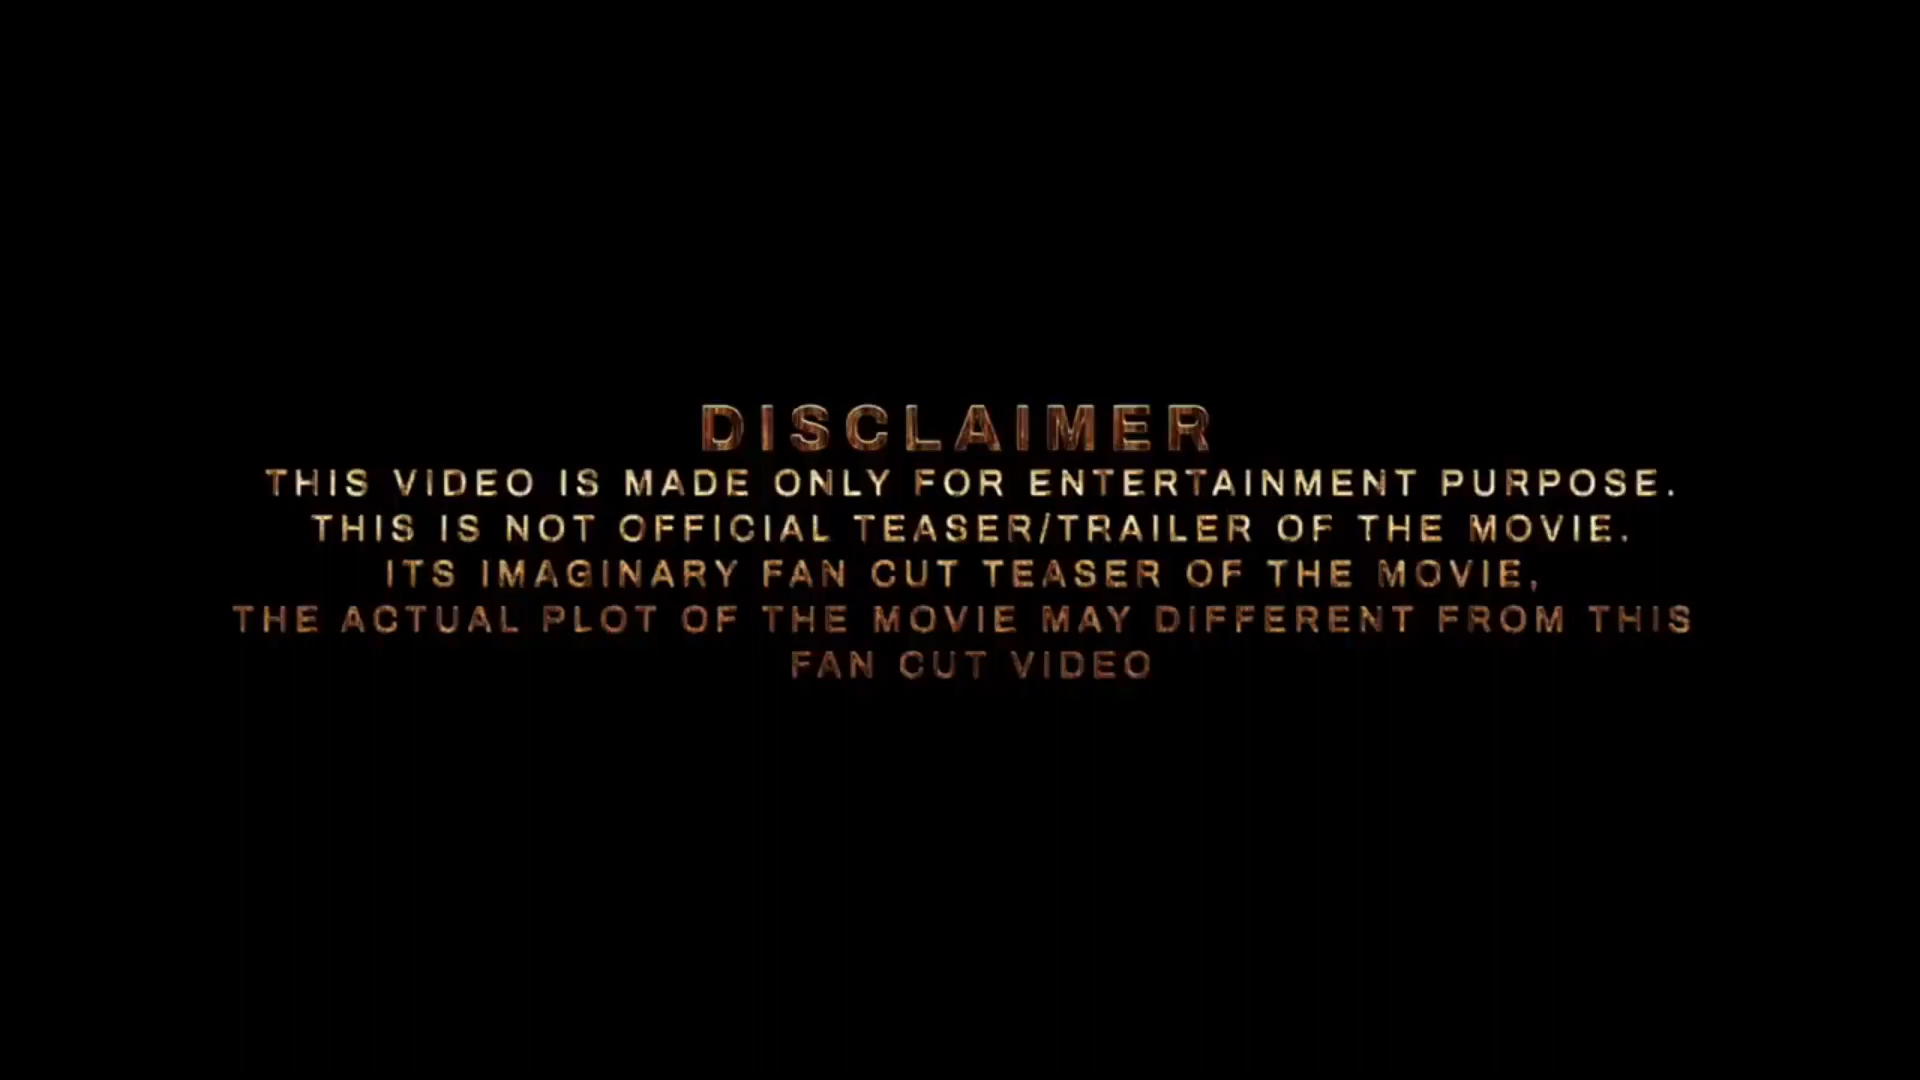 DISCLAIMER
THIS VIDEO IS MADE ONLY FOR ENTERTAINMENT PURPOSE.
THIS IS NOT OFFICIAL TEASER/TRAILER OF THE MOVIE.
ITS IMAGINARY FAN CUT TEASER OF THE MOVIE,
THE ACTUAL PLOT OF THE MOVIE MAY DIFFERENT FROM THIS
FAN CUT VIDEO